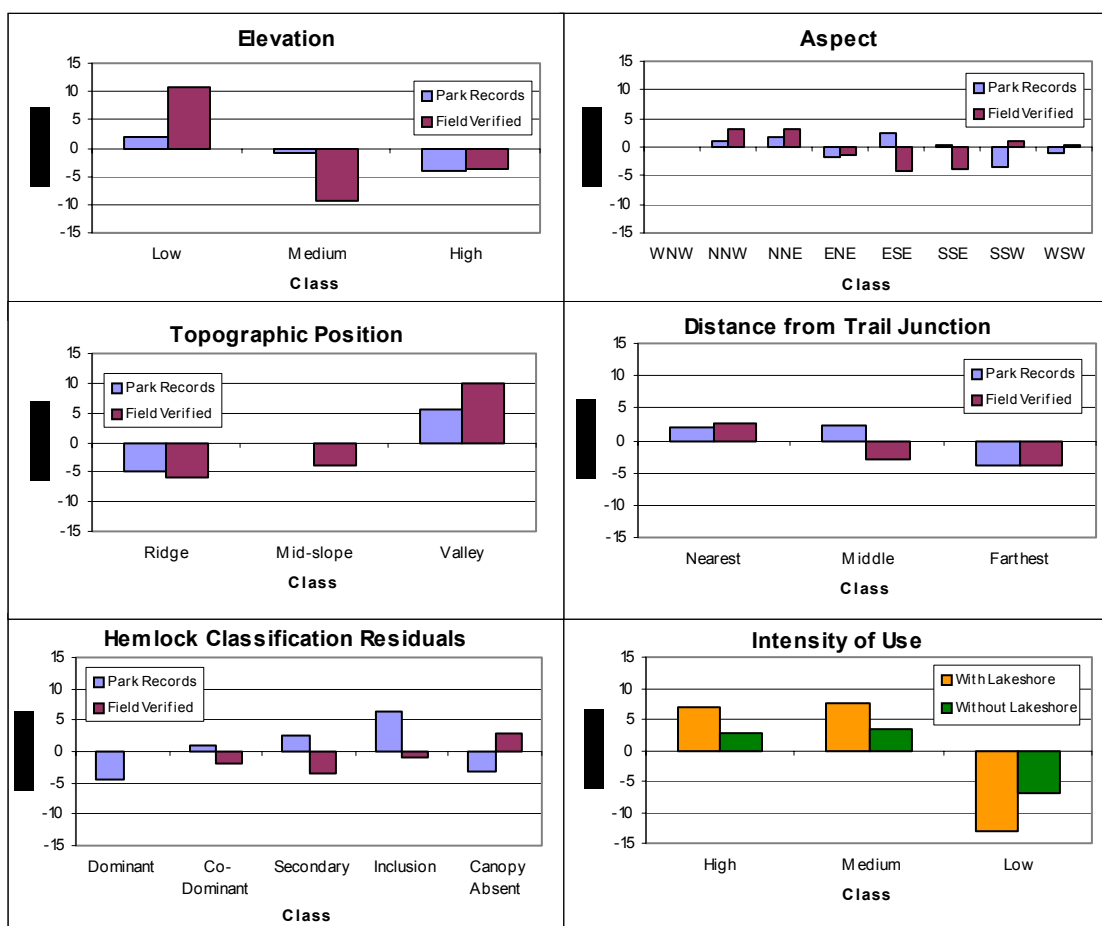 Elevation
15
10
5
0
-5
-10
-15
Park Records
Field Verified
Low Medium High
Class
Aspect
15
10
5
0
-5
-10
-15
Park Records
Field Verified
WNW NNW NNE ENE ESE SSE SSW WSW
Class
Topographic Position
15
10
5
0
-5
-10
-15
Park Records
Field Verified
Ridge Mid-slope Valley
Class
Distance from Trail Junction
15
10
5
0
-5
-10
-15
Park Records
Field Verified
Nearest Middle Farthest
Class
Hemlock Classification Residuals
15
10
5
0
-5
-10
-15
Park Records
Field Verified
Dominant Co- Secondary Inclusion Canopy
Dominant Absent
Class
Intensity of Use
15
10
5
0
-5
-10
-15
With Lakeshore
Without Lakeshore
High Medium Low
Class